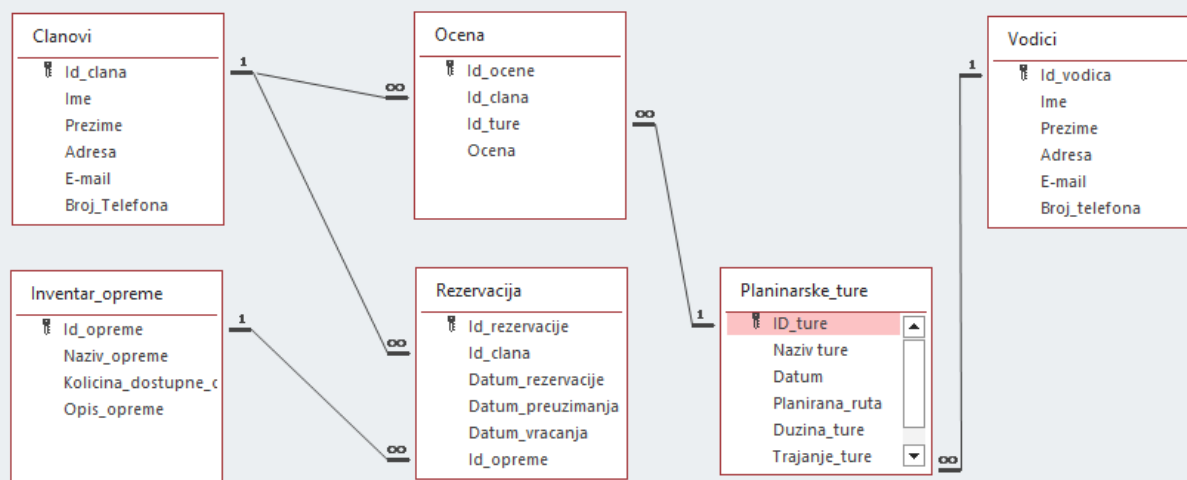 Clanovi
Id_clana
Ime
Prezime
Adresa
E-mail
Broj_Telefona
1
∞
∞
Ocena
Id_ocene
Id_clana
Id_ture
Ocena
∞
1
Vodici
Id_vodica
Ime
Prezime
Adresa
E-mail
Broj_telefona
1
∞
Inventar_opreme
Id_opreme
Naziv_opreme
Kolicina_dostupne_
Opis_opreme
1
∞
Rezervacija
Id_rezervacije
Id_clana
Datum_rezervacije
Datum_preuzimanja
Datum_vracanja
Id_opreme
Planinarske_ture
ID_ture
Naziv ture
Datum
Planirana_ruta
Duzina_ture
Trajanje_ture